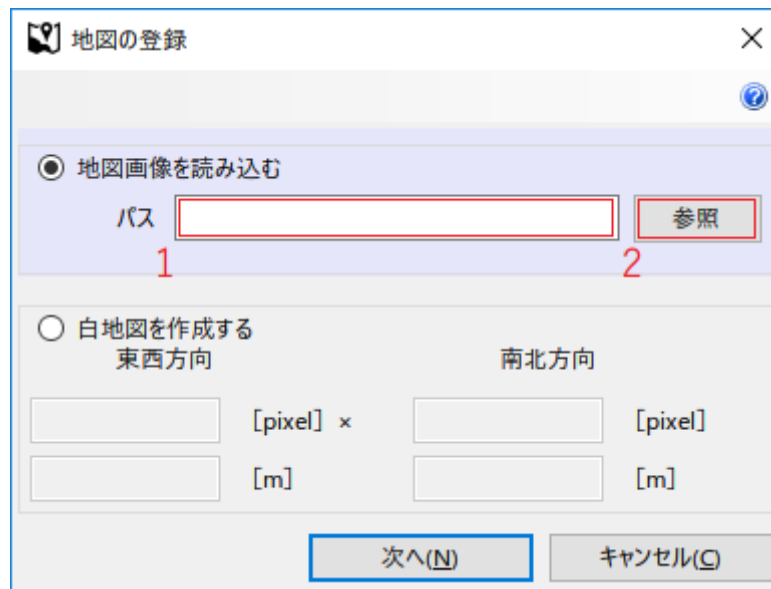 地図の登録
地図画像を読み込む
パス 参照
1 2
白地図を作成する
東西方向 南北方向
[pixel] × [pixel]
[m] [m]
次へ(N) キャンセル(C)